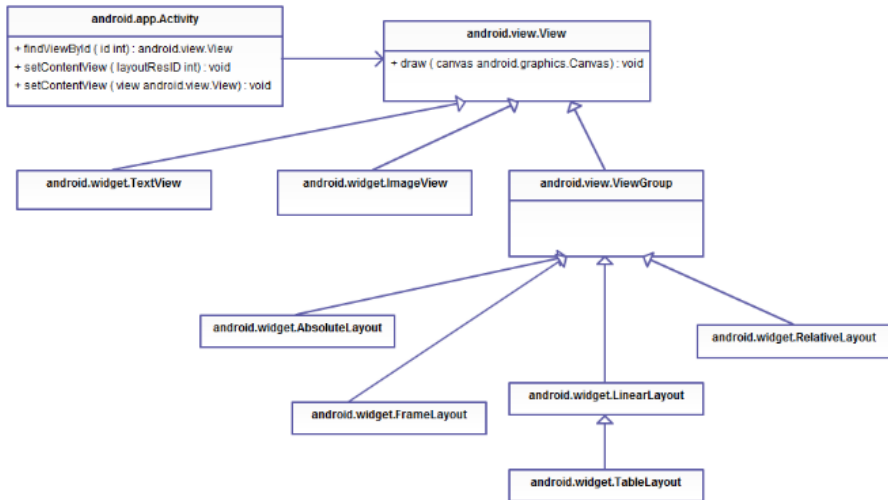 android.app.Activity
+ findViewById ( id int) : android.view.View
+ setContentView ( layoutResID int) : void
+ setContentView ( view android.view.View) : void
android.view.View
+ draw ( canvas android.graphics.Canvas) : void
android.widget.TextView
android.widget.ImageView
android.view.ViewGroup
android.widget.AbsoluteLayout
android.widget.RelativeLayout
android.widget.FrameLayout
android.widget.LinearLayout
android.widget.TableLayout